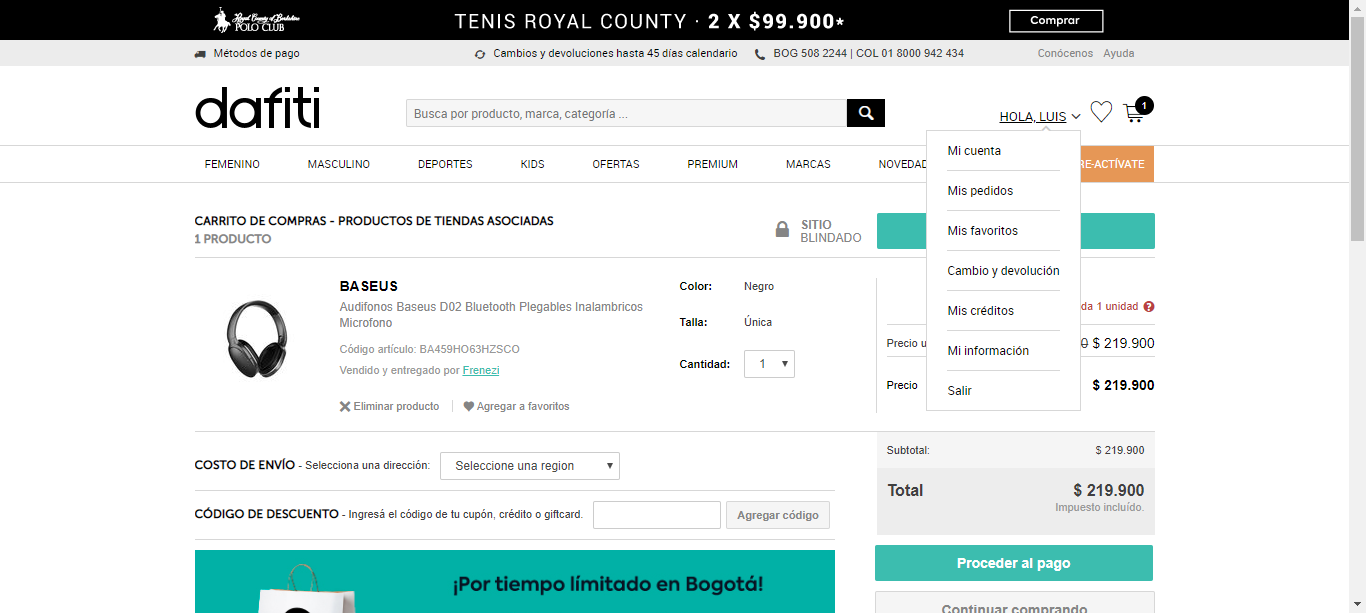 Royal County of Berkshire
POLO CLUB
TENIS ROYAL COUNTY · 2 X $99.900*
Comprar
Métodos de pago
Cambios y devoluciones hasta 45 días calendario
BOG 508 2244 | COL 01 8000 942 434
Conócenos
Ayuda
dafiti
Busca por producto, marca, categoría ...
HOLA, LUIS
1
FEMENINO
MASCULINO
DEPORTES
KIDS
OFERTAS
PREMIUM
MARCAS
NOVEDAD
RE-ACTÍVATE
Mi cuenta
Mis pedidos
Mis favoritos
Cambio y devolución
Mis créditos
Mi información
Salir
CARRITO DE COMPRAS - PRODUCTOS DE TIENDAS ASOCIADAS
1 PRODUCTO
SITIO
BLINDADO
BASEUS
Audifonos Baseus D02 Bluetooth Plegables Inalambricos
Microfono
Código artículo: BA459HO63HZSCO
Vendido y entregado por Frenezi
Eliminar producto
Agregar a favoritos
Color: Negro
Talla: Única
Cantidad: 1
da 1 unidad ?
Precio u
0 $ 219.900
Precio
$ 219.900
COSTO DE ENVÍO - Selecciona una dirección:
Seleccione una region
CÓDIGO DE DESCUENTO - Ingresá el código de tu cupón, crédito o giftcard.
Agregar código
Subtotal: $ 219.900
Total $ 219.900
Impuesto incluído.
Proceder al pago
Continuar comprando
¡Por tiempo límitado en Bogotá!